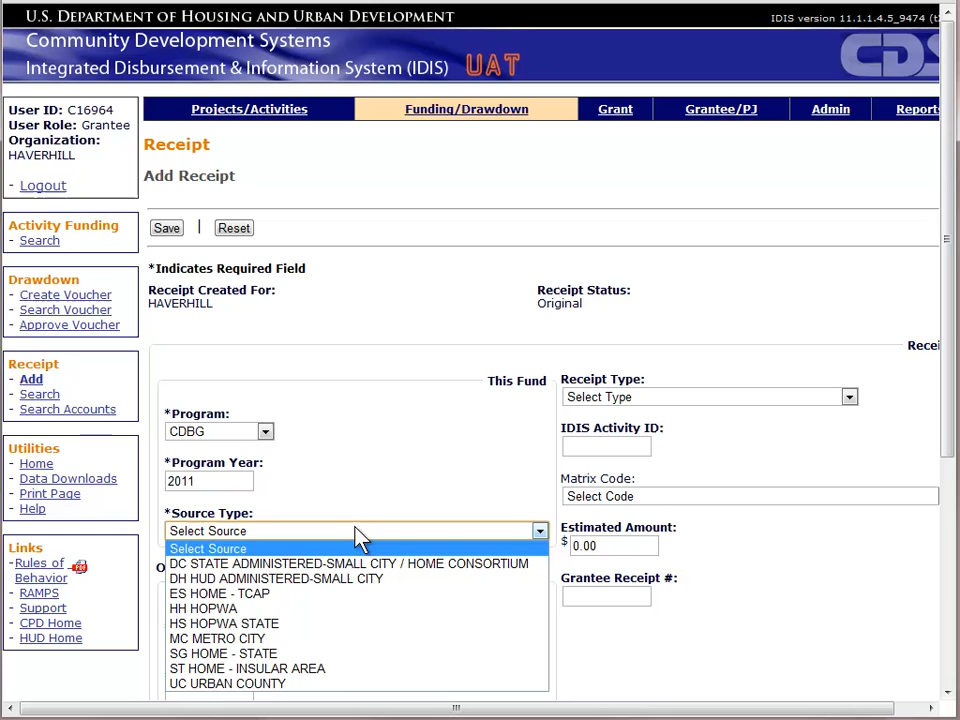 U.S. DEPARTMENT OF HOUSING AND URBAN DEVELOPMENT
IDIS version 11.1.1.4.5_9474 (t
Community Development Systems
Integrated Disbursement & Information System (IDIS) UAT
CDS
User ID: C16964
User Role: Grantee
Organization:
HAVERHILL
- Logout
Projects/Activities
Funding/Drawdown
Grant
Grantee/PJ
Admin
Report
Receipt
Add Receipt
Save | Reset
Activity Funding
- Search
Drawdown
- Create Voucher
- Search Voucher
- Approve Voucher
Receipt
- Add
- Search
- Search Accounts
Utilities
- Home
- Data Downloads
- Print Page
- Help
Links
- Rules of
Behavior
- RAMPS
- Support
- CPD Home
- HUD Home
*Indicates Required Field
Receipt Created For:
HAVERHILL
Receipt Status:
Original
Recei
This Fund
*Program:
CDBG
*Program Year:
2011
*Source Type:
Select Source
Select Source
DC STATE ADMINISTERED-SMALL CITY / HOME CONSORTIUM
DH HUD ADMINISTERED-SMALL CITY
ES HOME - TCAP
HH HOPWA
HS HOPWA STATE
MC METRO CITY
SG HOME - STATE
ST HOME - INSULAR AREA
UC URBAN COUNTY
O
Receipt Type:
Select Type
IDIS Activity ID:
Matrix Code:
Select Code
Estimated Amount:
$ 0.00
Grantee Receipt #: